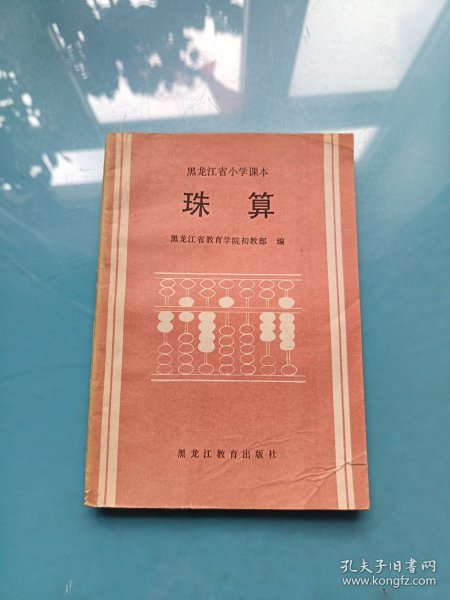 黑龙江省小学课本
珠算
黑龙江省教育学院初教部 编
黑龙江教育出版社
孔夫子旧书网
www.kongfz.com